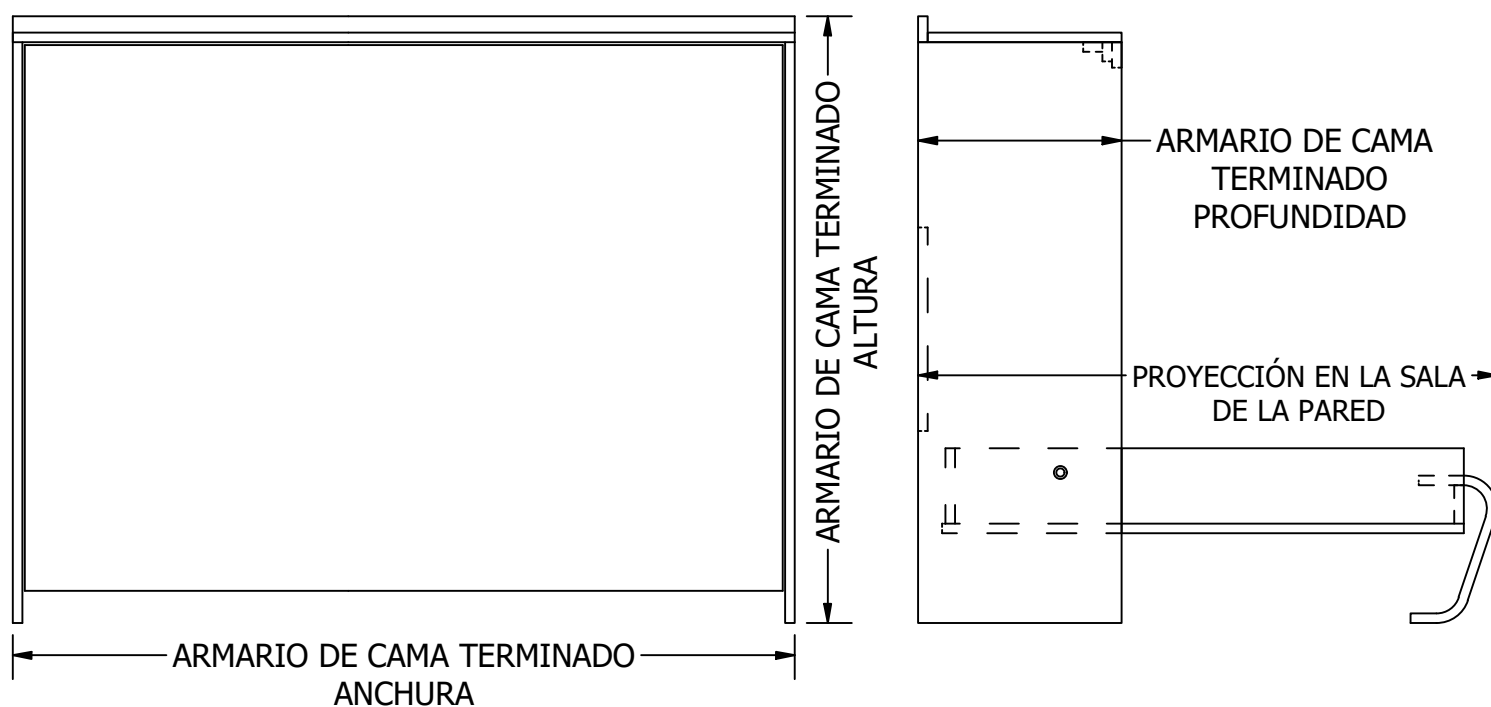 ARMARIO DE CAMA TERMINADO
ALTURA
ARMARIO DE CAMA
TERMINADO
PROFUNDIDAD
PROYECCIÓN EN LA SALA
DE LA PARED
ARMARIO DE CAMA TERMINADO
ANCHURA